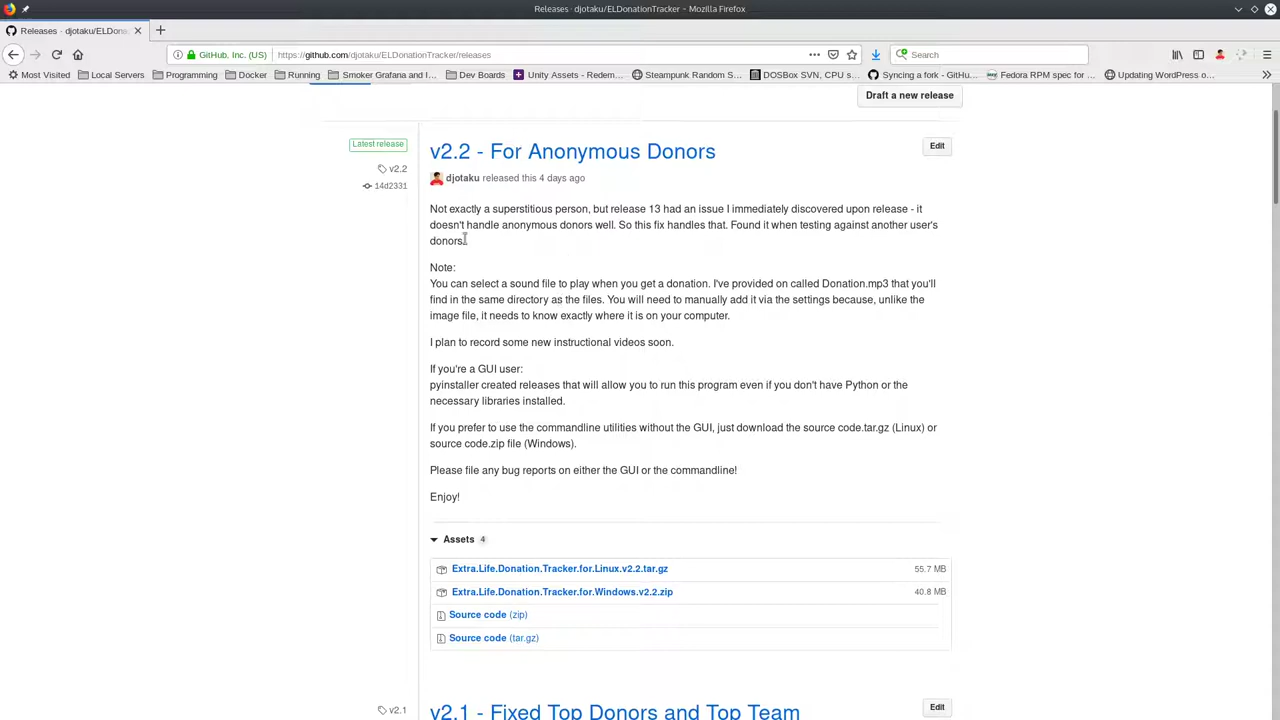 Releases · djotaku/ELDonationTracker – Mozilla Firefox
Releases · djotaku/ELDona
GitHub, Inc. (US)
https://github.com/djotaku/ELDonationTracker/releases
Search
Most Visited
Local Servers
Programming
Docker
Running
Smoker Grafana and I…
Dev Boards
Unity Assets - Redem…
Steampunk Random S…
DOSBox SVN, CPU s…
Syncing a fork - GitHu…
Fedora RPM spec for …
Updating WordPress o…
Draft a new release
Latest release
v2.2
14d2331
v2.2 - For Anonymous Donors
Edit
djotaku released this 4 days ago
Not exactly a superstitious person, but release 13 had an issue I immediately discovered upon release - it
doesn't handle anonymous donors well. So this fix handles that. Found it when testing against another user's
donors.
Note:
You can select a sound file to play when you get a donation. I've provided on called Donation.mp3 that you'll
find in the same directory as the files. You will need to manually add it via the settings because, unlike the
image file, it needs to know exactly where it is on your computer.
I plan to record some new instructional videos soon.
If you're a GUI user:
pyinstaller created releases that will allow you to run this program even if you don't have Python or the
necessary libraries installed.
If you prefer to use the commandline utilities without the GUI, just download the source code.tar.gz (Linux) or
source code.zip file (Windows).
Please file any bug reports on either the GUI or the commandline!
Enjoy!
Assets 4
Extra.Life.Donation.Tracker.for.Linux.v2.2.tar.gz 55.7 MB
Extra.Life.Donation.Tracker.for.Windows.v2.2.zip 40.8 MB
Source code (zip)
Source code (tar.gz)
v2.1
v2.1 - Fixed Top Donors and Top Team
Edit